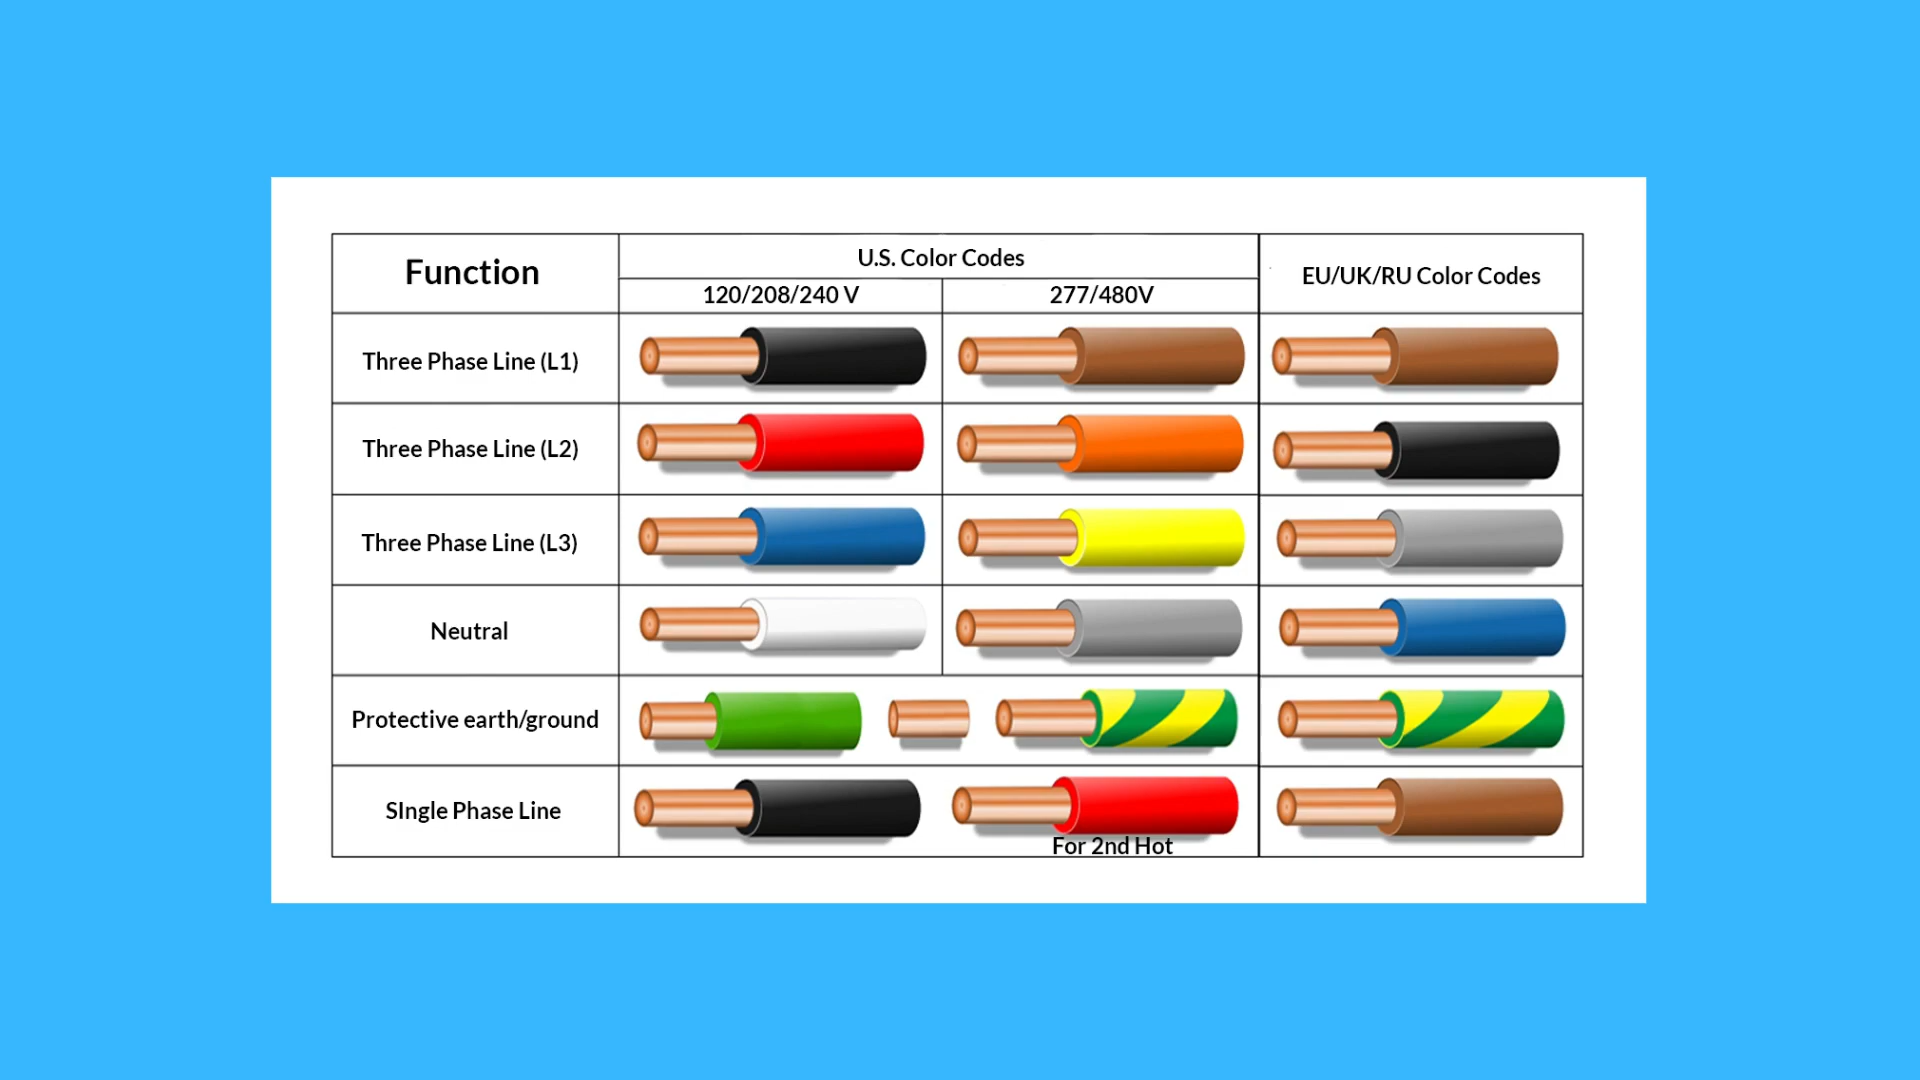 Function
U.S. Color Codes
EU/UK/RU Color Codes
120/208/240 V
277/480V
Three Phase Line (L1)
Three Phase Line (L2)
Three Phase Line (L3)
Neutral
Protective earth/ground
SIngle Phase Line
For 2nd Hot